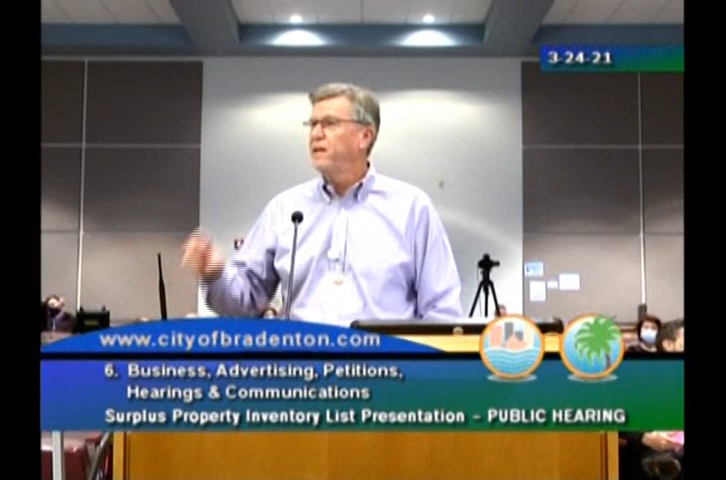 3-24-21
www.cityofbradenton.com
6. Business, Advertising, Petitions,
Hearings & Communications
Surplus Property Inventory List Presentation - PUBLIC HEARING